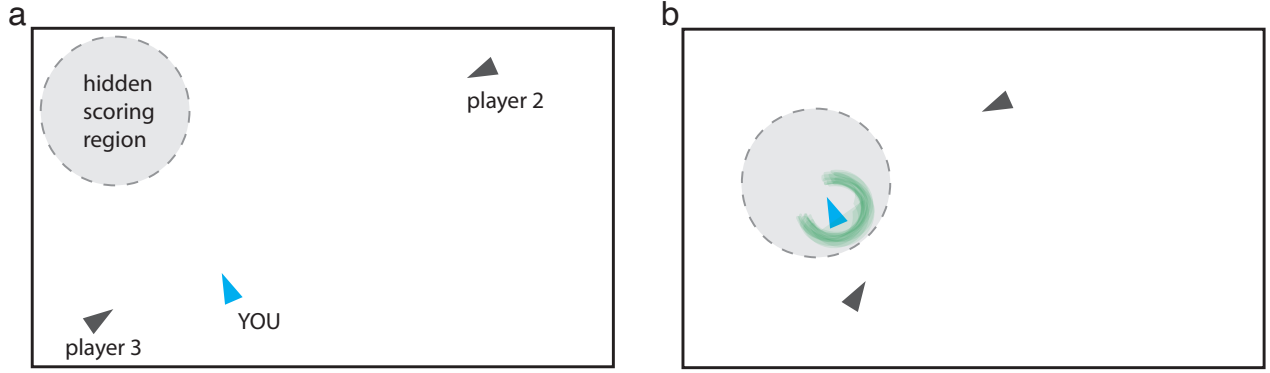 a
b
hidden
scoring
region
player 2
YOU
player 3